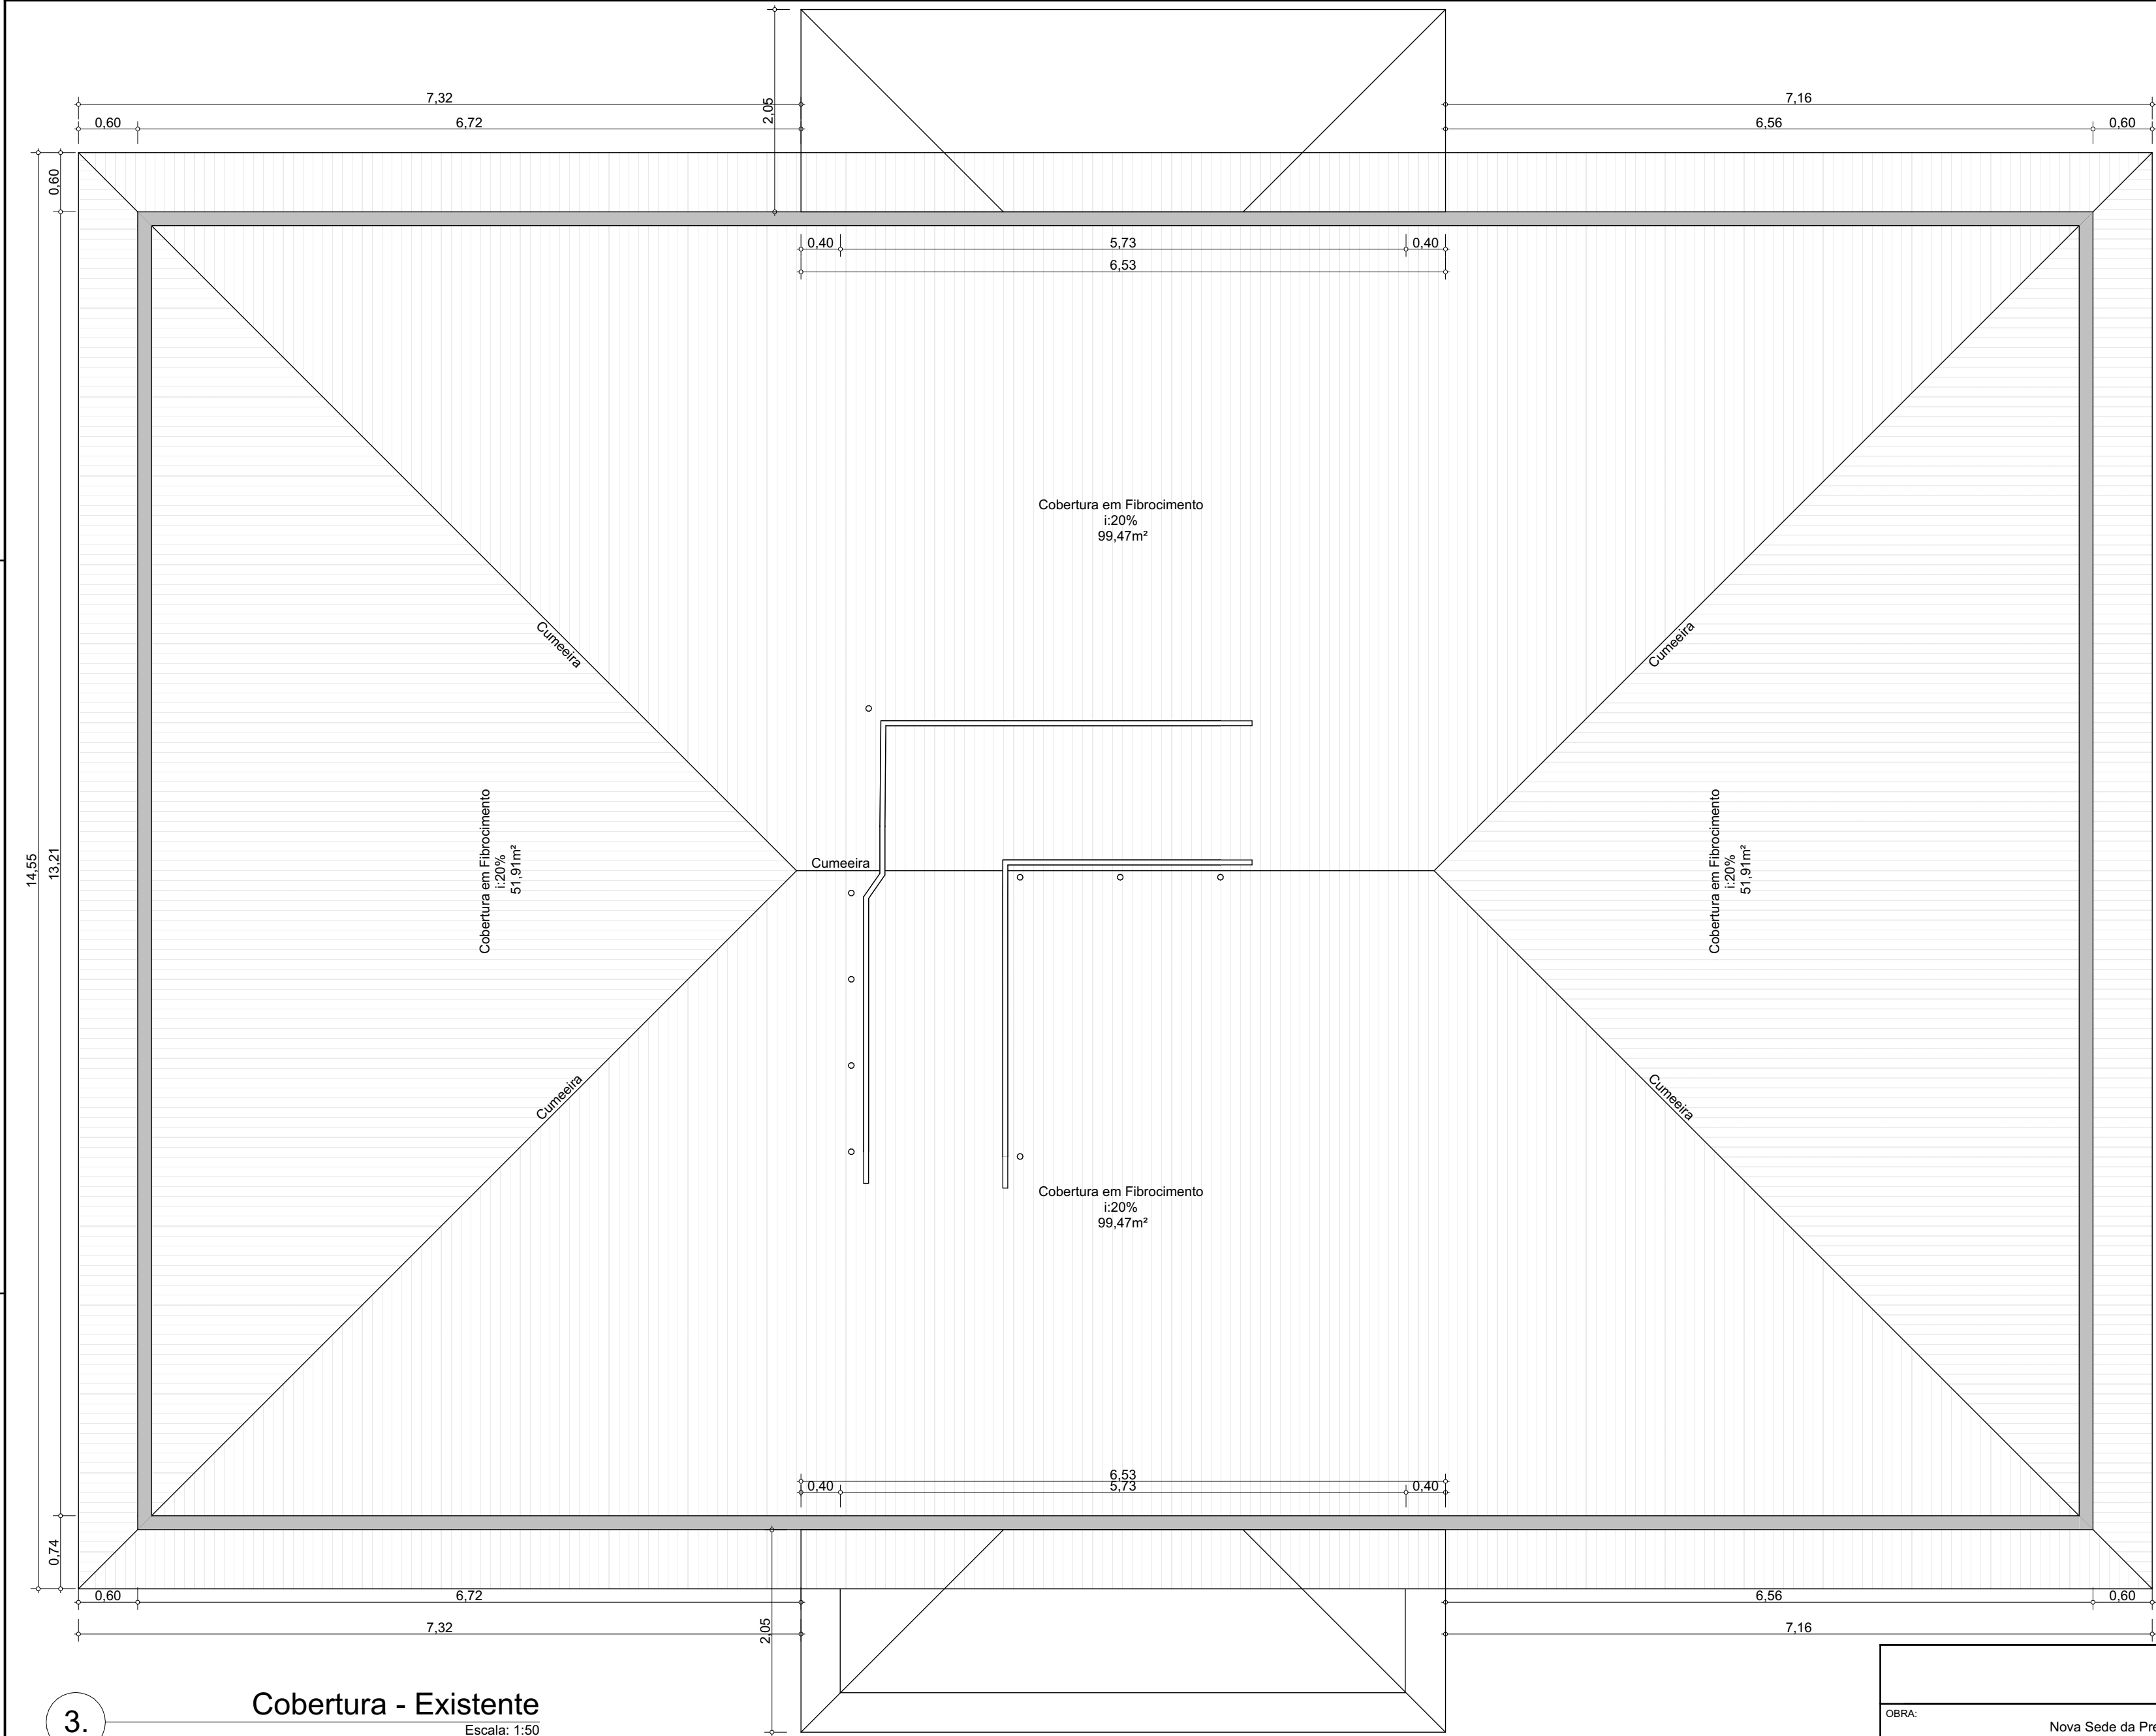 2,05
7,32
7,16
0,60
6,72
6,56
0,60
0,60
0,40
5,73
0,40
6,53
Cobertura em Fibrocimento
i:20%
99,47m²
Cumeeira
Cumeeira
14,55
13,21
Cobertura em Fibrocimento
i:20%
51,91m²
Cumeeira
Cobertura em Fibrocimento
i:20%
51,91m²
Cumeeira
Cumeeira
Cobertura em Fibrocimento
i:20%
99,47m²
6,53
0,40
5,73
0,40
0,74
0,60
6,72
6,56
0,60
7,32
2,05
7,16
3.
Cobertura - Existente
Escala: 1:50
OBRA:
Nova Sede da Pre